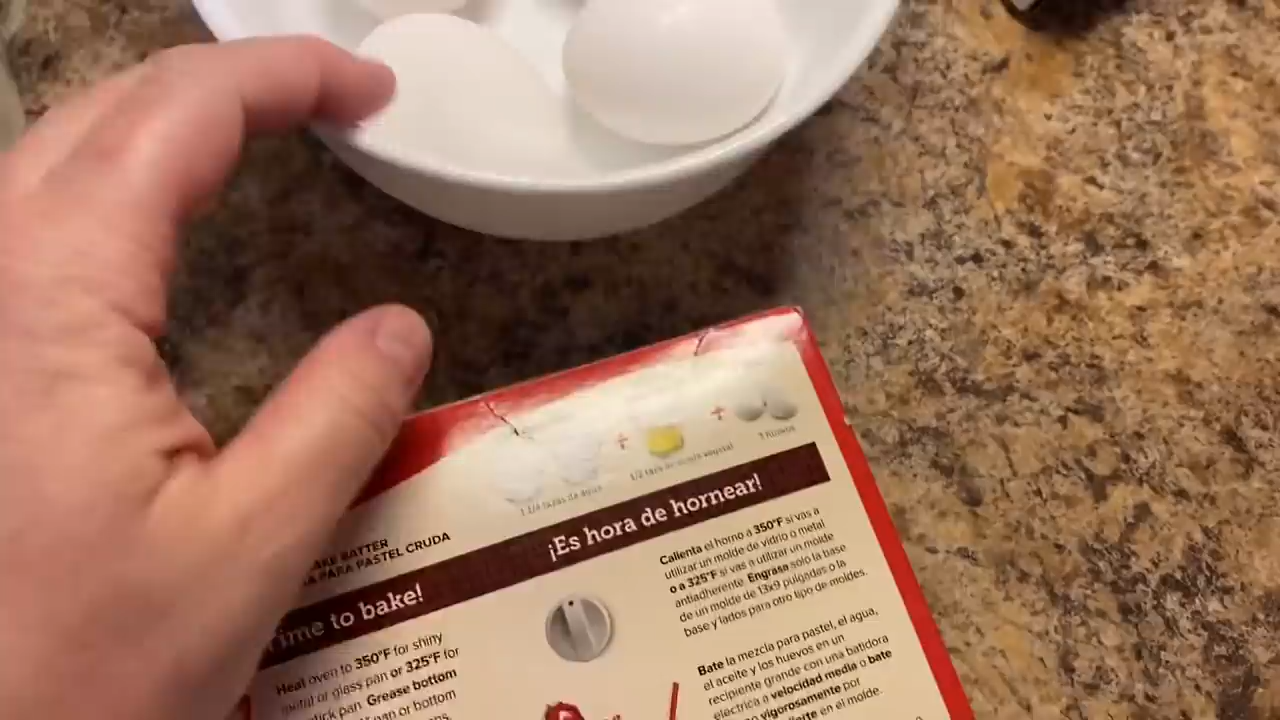 1 1/4 tazas de agua
1/2 taza de aceite vegetal
huevos
CAKE BATTER
PARA PASTEL CRUDA
Time to bake!
¡Es hora de hornear!
Heat oven to 350°F for shiny
metal or glass pan or 325°F for
stick pan. Grease bottom
pan or bottom
Calienta el horno a 350°F si vas a
utilizar un molde de vidrio o metal
o a 325°F si vas a utilizar un molde
antiadherente. Engrasa solo la base
de un molde de 13x9 pulgadas o la
base y lados para otro tipo de moldes.
Bate la mezcla para pastel, el agua,
el aceite y los huevos en un
recipiente grande con una batidora
eléctrica a velocidad media o bate
vigorosamente por
en el molde.